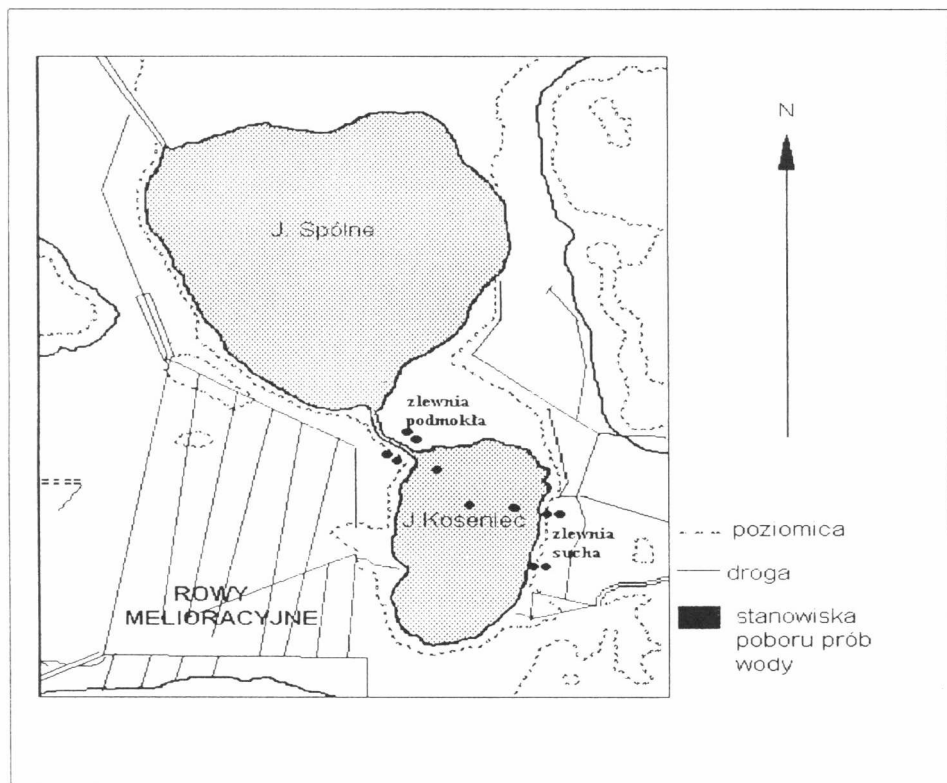 N
J. Spólne
zlewnia
podmokła
J.Koseniec
zlewnia
sucha
ROWY
MELIORACYJNE
poziomica
droga
stanowiska
poboru prób
wody